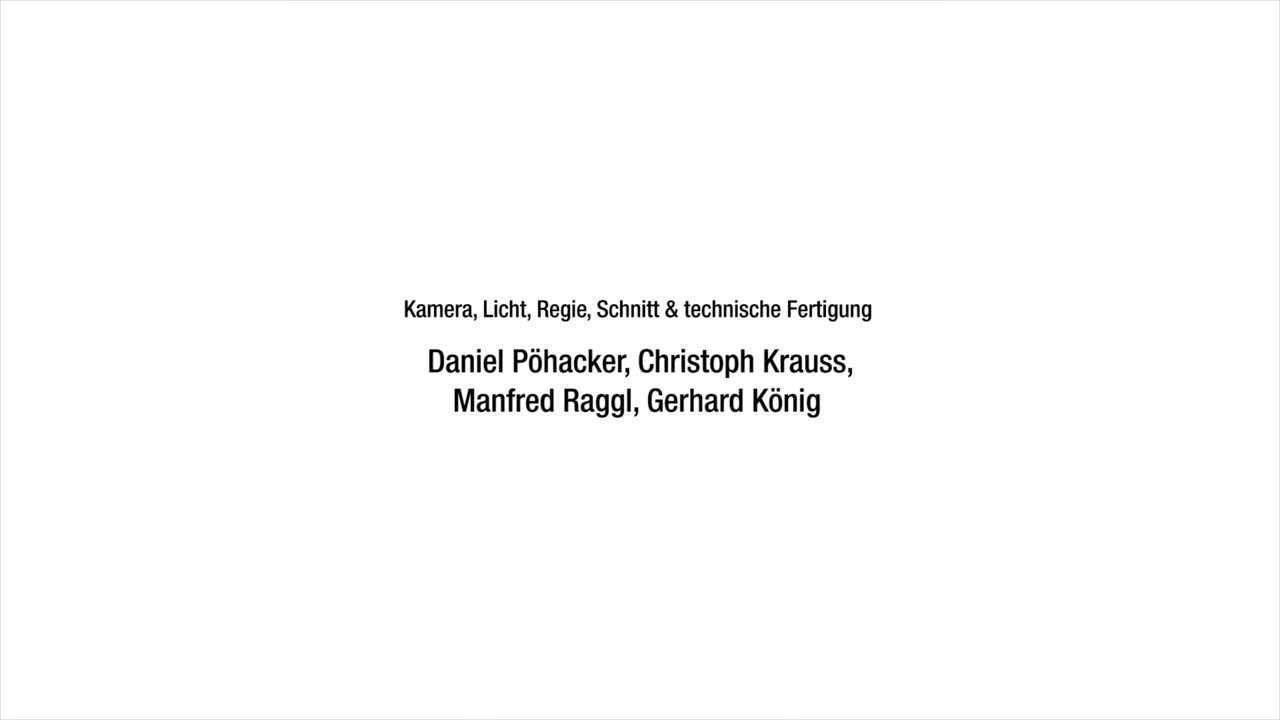 Kamera, Licht, Regie, Schnitt & technische Fertigung
Daniel Pöhacker, Christoph Krauss,
Manfred Raggl, Gerhard König